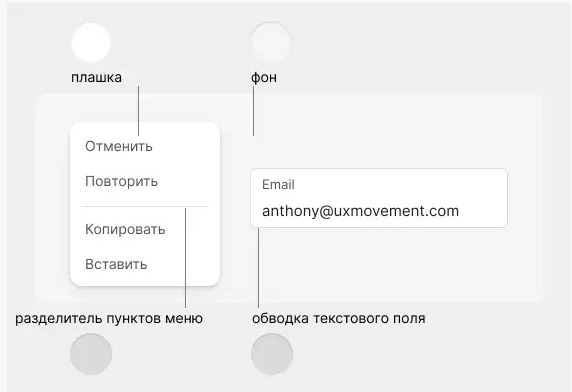 плашка
фон
Отменить
Повторить
Копировать
Вставить
Email
anthony@uxmovement.com
разделитель пунктов меню
обводка текстового поля